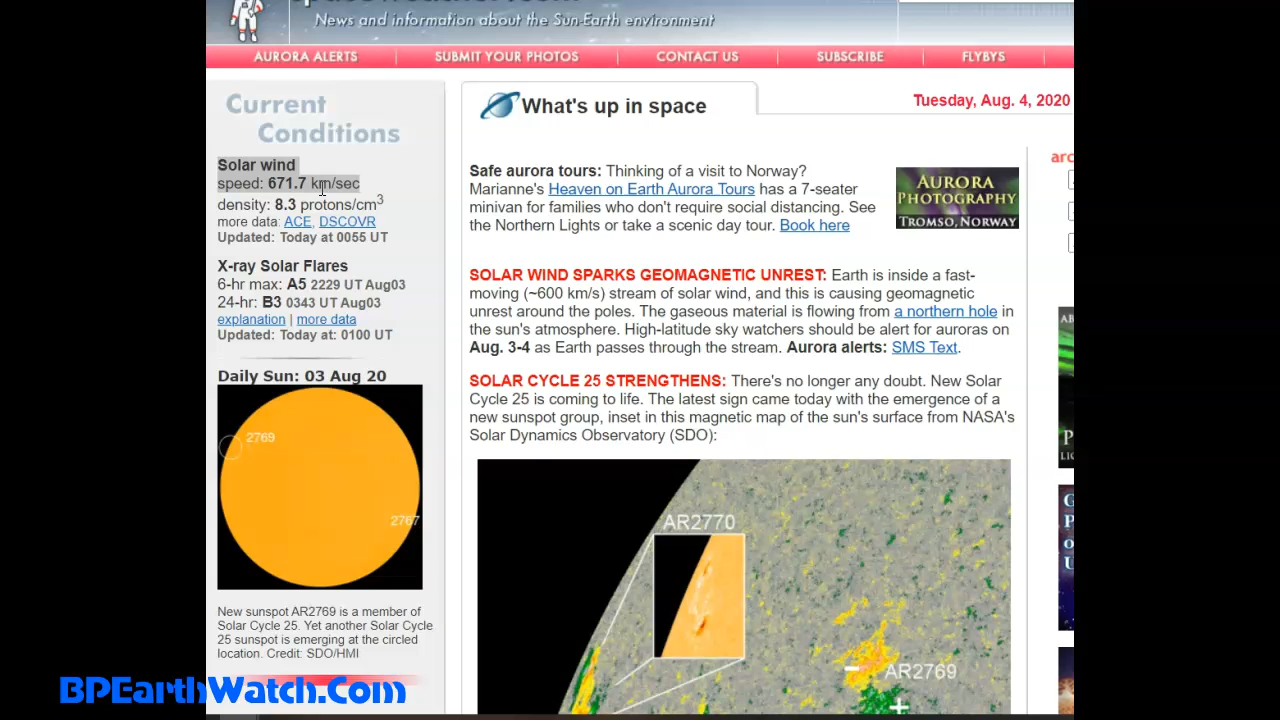 News and information about the Sun-Earth environment
AURORA ALERTS
SUBMIT YOUR PHOTOS
CONTACT US
SUBSCRIBE
FLYBYS
Current
Conditions
Solar wind
speed: 671.7 km/sec
density: 8.3 protons/cm3
more data: ACE, DSCOVR
Updated: Today at 0055 UT
X-ray Solar Flares
6-hr max: A5 2229 UT Aug03
24-hr: B3 0343 UT Aug03
explanation | more data
Updated: Today at: 0100 UT
Daily Sun: 03 Aug 20
2769
2767
New sunspot AR2769 is a member of
Solar Cycle 25. Yet another Solar Cycle
25 sunspot is emerging at the circled
location. Credit: SDO/HMI
What's up in space
Tuesday, Aug. 4, 2020
Safe aurora tours: Thinking of a visit to Norway?
Marianne's Heaven on Earth Aurora Tours has a 7-seater
minivan for families who don't require social distancing. See
the Northern Lights or take a scenic day tour. Book here
AURORA
PHOTOGRAPHY
TROMSO, NORWAY
SOLAR WIND SPARKS GEOMAGNETIC UNREST: Earth is inside a fast-
moving (~600 km/s) stream of solar wind, and this is causing geomagnetic
unrest around the poles. The gaseous material is flowing from a northern hole in
the sun's atmosphere. High-latitude sky watchers should be alert for auroras on
Aug. 3-4 as Earth passes through the stream. Aurora alerts: SMS Text.
SOLAR CYCLE 25 STRENGTHENS: There's no longer any doubt. New Solar
Cycle 25 is coming to life. The latest sign came today with the emergence of a
new sunspot group, inset in this magnetic map of the sun's surface from NASA's
Solar Dynamics Observatory (SDO):
AR2770
AR2769
BPEarthWatch.Com